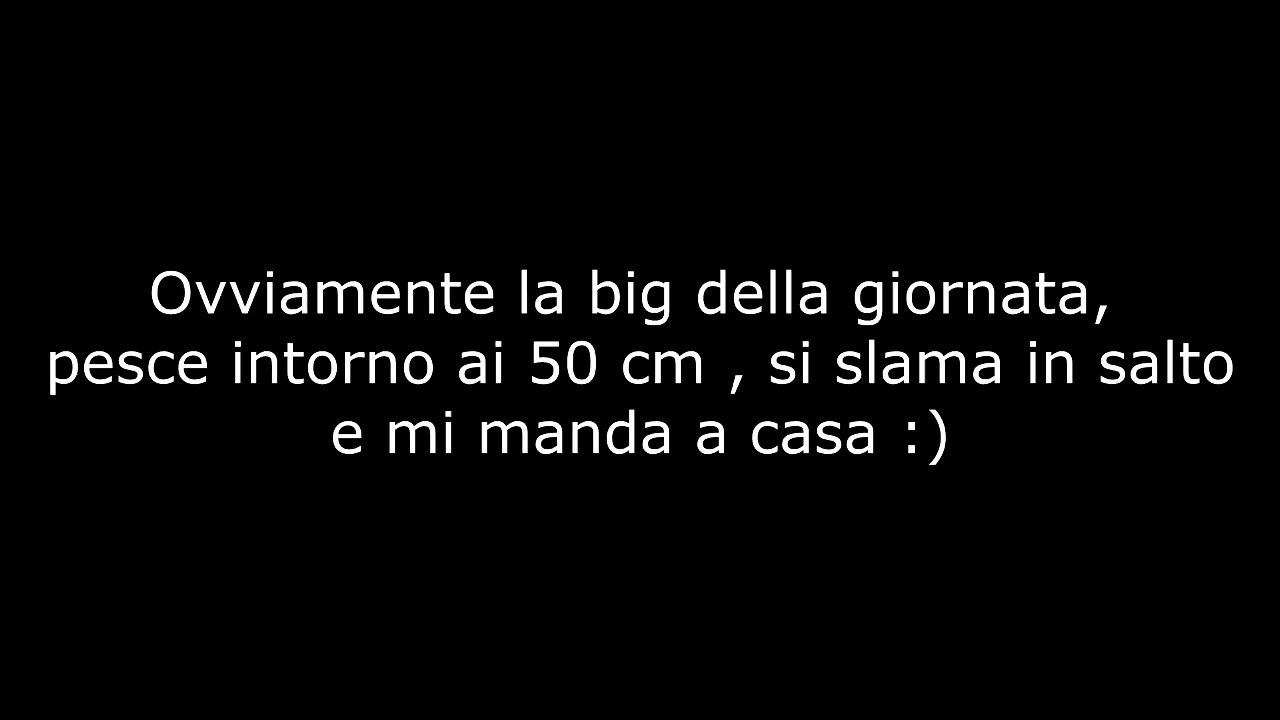 Ovviamente la big della giornata,
pesce intorno ai 50 cm , si slama in salto
e mi manda a casa :)